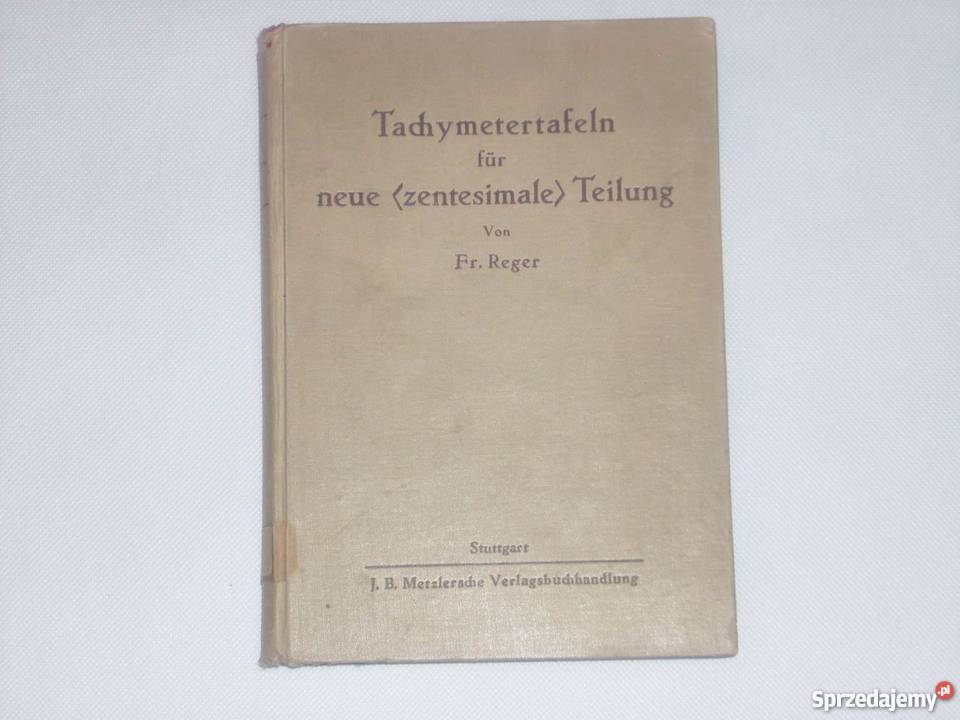 Tachymetertafeln
für
neue ⟨zentesimale⟩ Teilung
Von
Fr. Reger
Stuttgart
J. B. Metzlersche Verlagsbuchhandlung
Sprzedajemy.pl